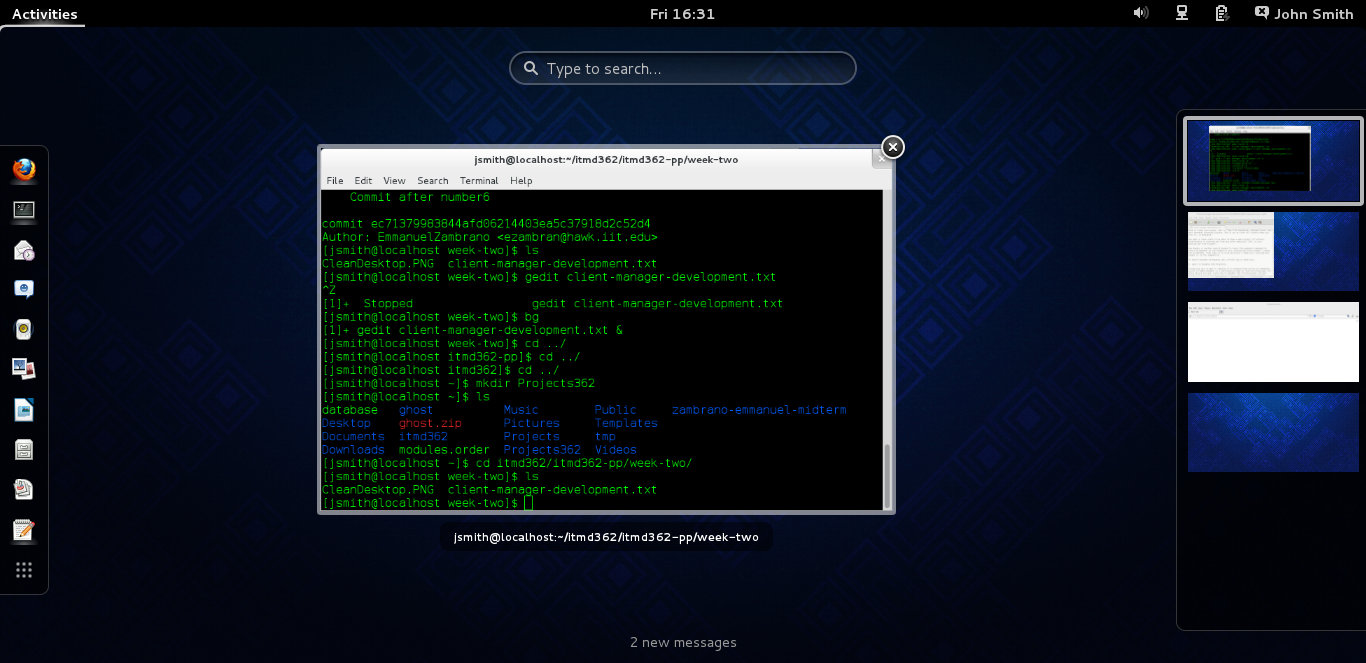 Activities
Fri 16:31
John Smith
Type to search...
jsmith@localhost:~/itmd362/itmd362-pp/week-two
File Edit View Search Terminal Help
Commit after number6
commit ec71379983844afd06214403ea5c37918d2c52d4
Author: EmmanuelZambrano <ezambran@hawk.iit.edu>
[jsmith@localhost week-two]$ ls
CleanDesktop.PNG client-manager-development.txt
[jsmith@localhost week-two]$ gedit client-manager-development.txt
^Z
[1]+ Stopped gedit client-manager-development.txt
[jsmith@localhost week-two]$ bg
[1]+ gedit client-manager-development.txt &
[jsmith@localhost week-two]$ cd ../
[jsmith@localhost itmd362-pp]$ cd ../
[jsmith@localhost itmd362]$ cd ../
[jsmith@localhost ~]$ mkdir Projects362
[jsmith@localhost ~]$ ls
database ghost Music Public zambrano-emmanuel-midterm
Desktop ghost.zip Pictures Templates
Documents itmd362 Projects tmp
Downloads modules.order Projects362 Videos
[jsmith@localhost ~]$ cd itmd362/itmd362-pp/week-two/
[jsmith@localhost week-two]$ ls
CleanDesktop.PNG client-manager-development.txt
[jsmith@localhost week-two]$
jsmith@localhost:~/itmd362/itmd362-pp/week-two
2 new messages